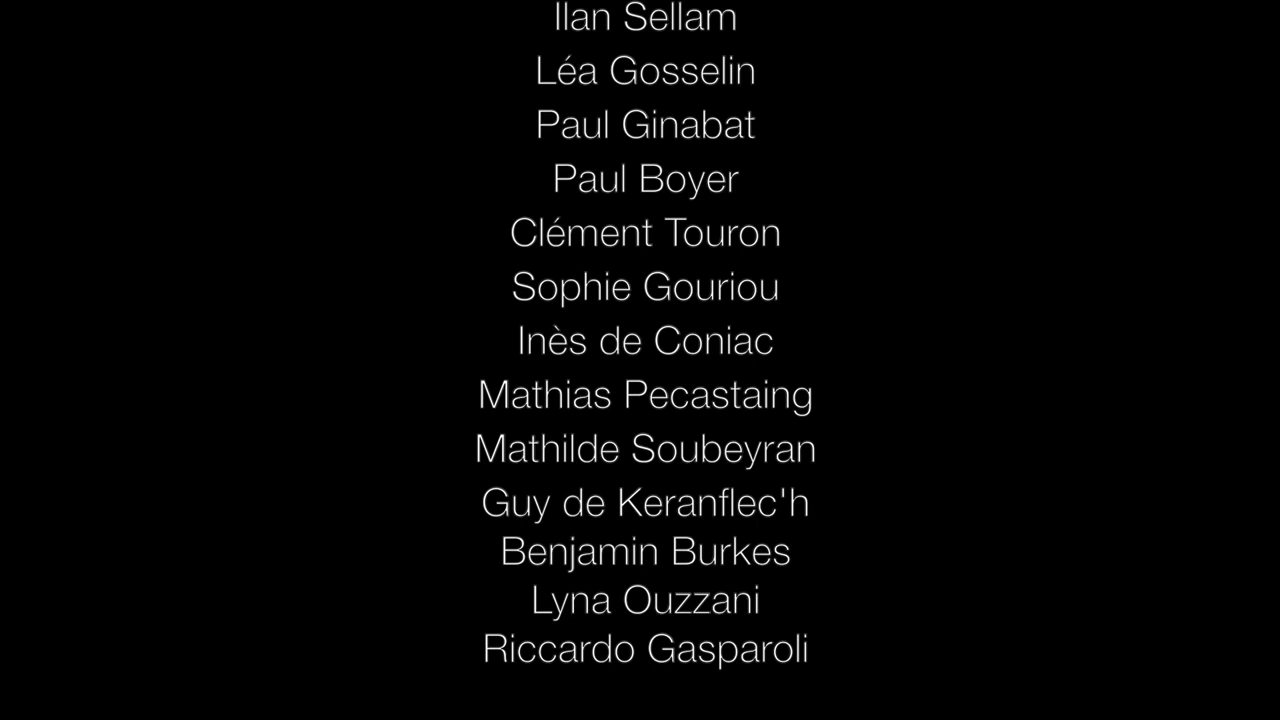 Ilan Sellam
Léa Gosselin
Paul Ginabat
Paul Boyer
Clément Touron
Sophie Gouriou
Inès de Coniac
Mathias Pecastaing
Mathilde Soubeyran
Guy de Keranflec'h
Benjamin Burkes
Lyna Ouzzani
Riccardo Gasparoli